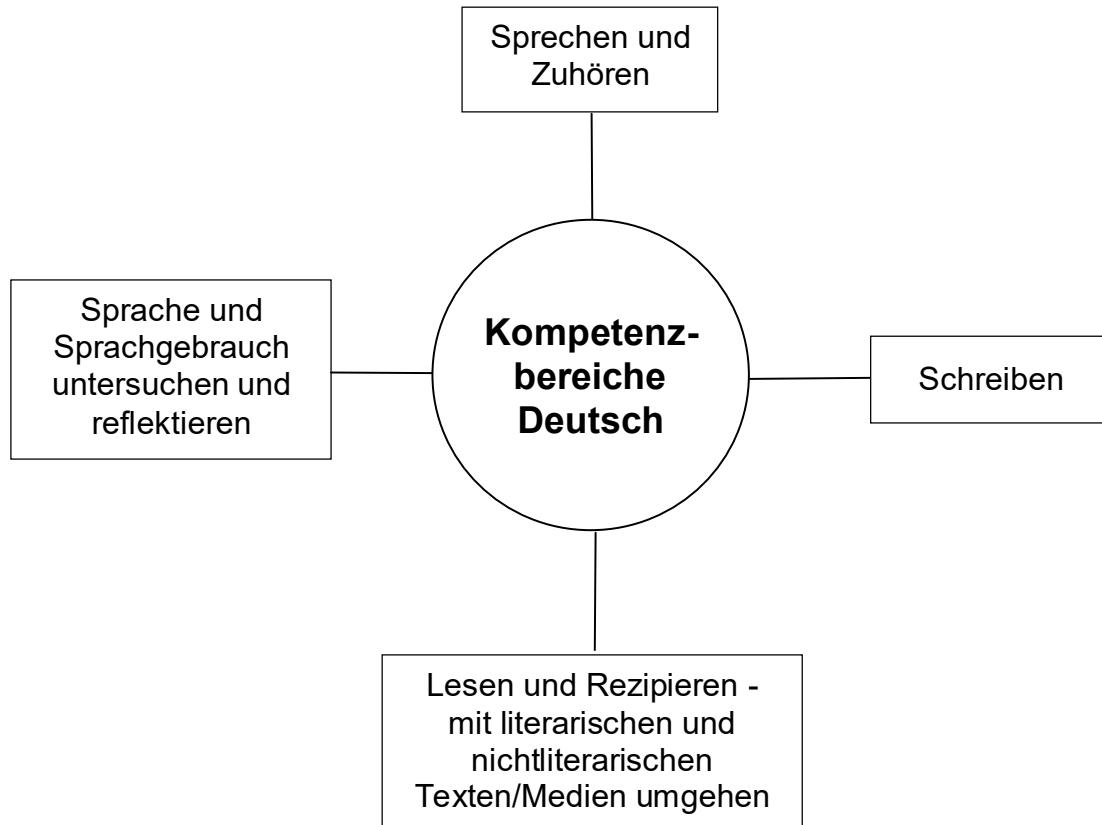 Sprechen und
Zuhören
Sprache und
Sprachgebrauch
untersuchen und
reflektieren
Kompetenz-
bereiche
Deutsch
Schreiben
Lesen und Rezipieren -
mit literarischen und
nichtliterarischen
Texten/Medien umgehen